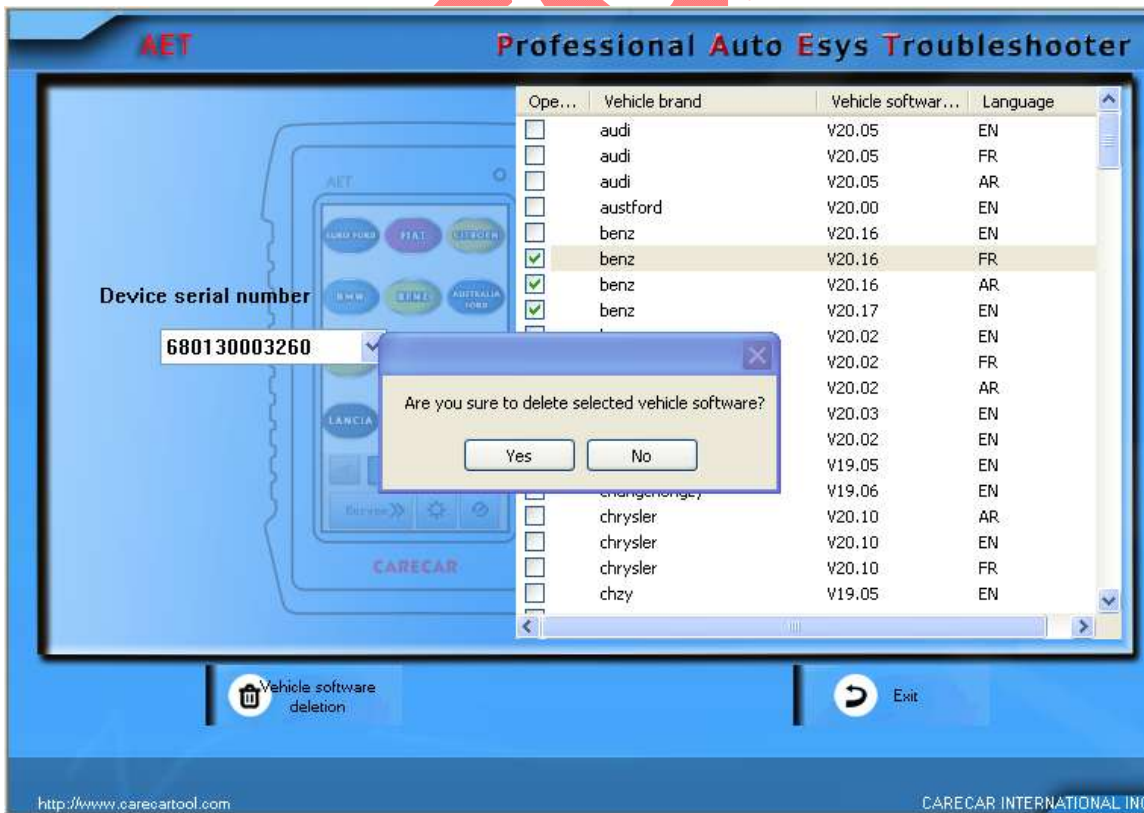 AET
Professional Auto Esys Troubleshooter
Ope... Vehicle brand Vehicle softwar... Language
audi V20.05 EN
audi V20.05 FR
audi V20.05 AR
austford V20.00 EN
benz V20.16 EN
benz V20.16 FR
benz V20.16 AR
benz V20.17 EN
V20.02 EN
V20.02 FR
V20.02 AR
V20.03 EN
V20.02 EN
V19.05 EN
V19.06 EN
chrysler V20.10 AR
chrysler V20.10 EN
chrysler V20.10 FR
chzy V19.05 EN
AET
EURO FORD FIAT CITROEN
BMW BENZ AUSTRALIA FORD
LANCIA
CARECAR
Device serial number
680130003260
Are you sure to delete selected vehicle software?
Yes No
Vehicle software
deletion
Exit
http://www.carecartool.com
CARECAR INTERNATIONAL INC